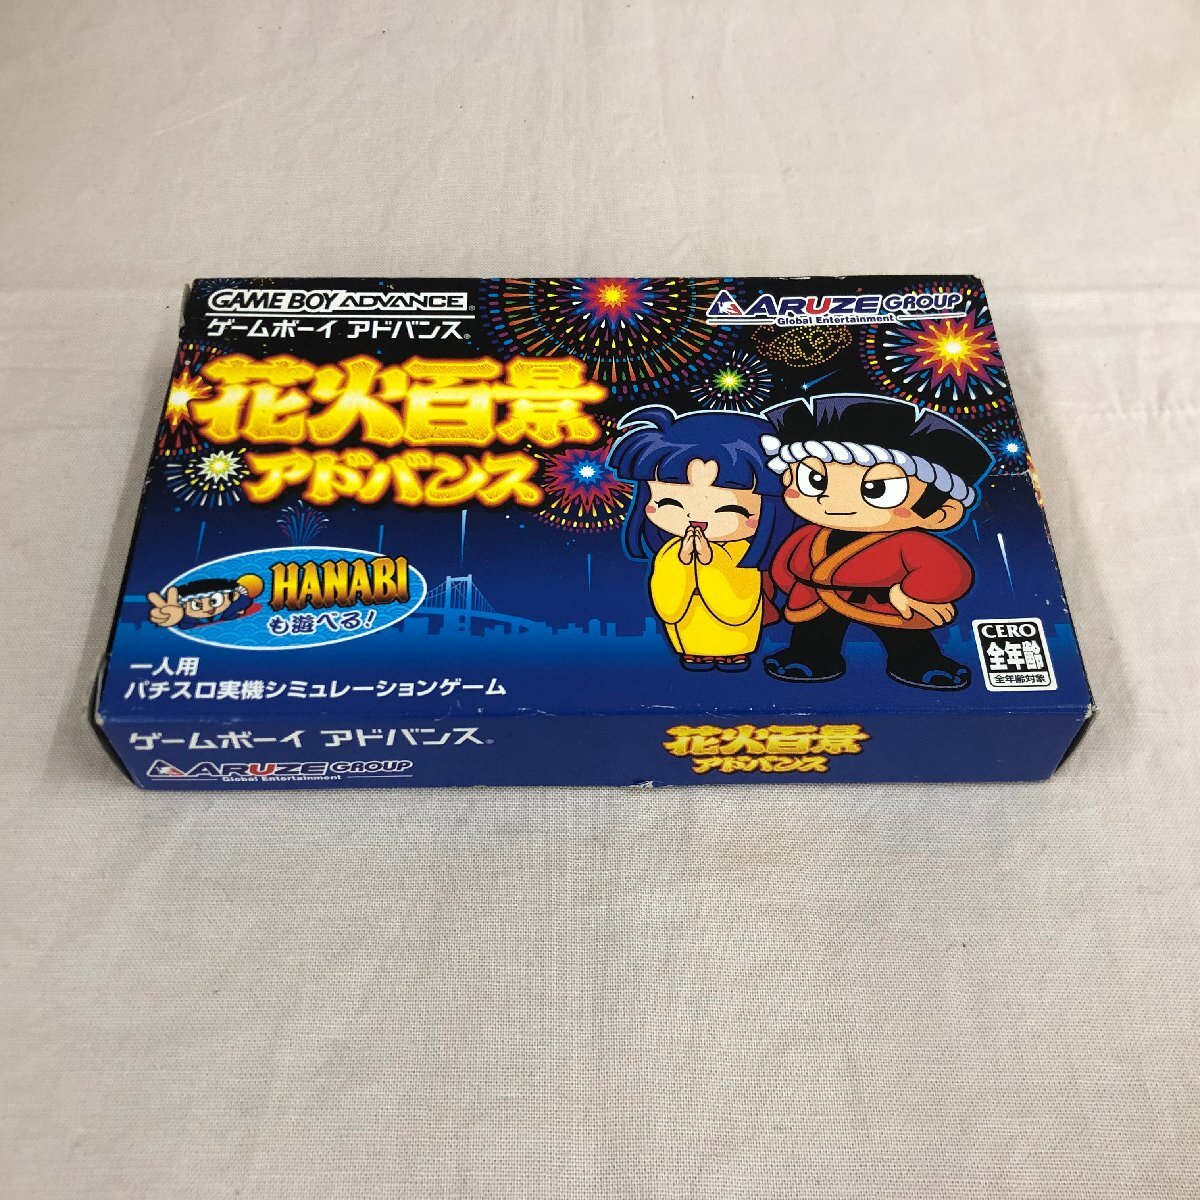 GAME BOY ADVANCE
ゲームボーイ アドバンス®
ARUZE GROUP
Global Entertainment
花火百景
アドバンス
HANABI
も遊べる!
一人用
パチスロ実機シミュレーションゲーム
CERO
全年齢
全年齢対象
ゲームボーイ アドバンス®
ARUZE GROUP
Global Entertainment
花火百景
アドバンス